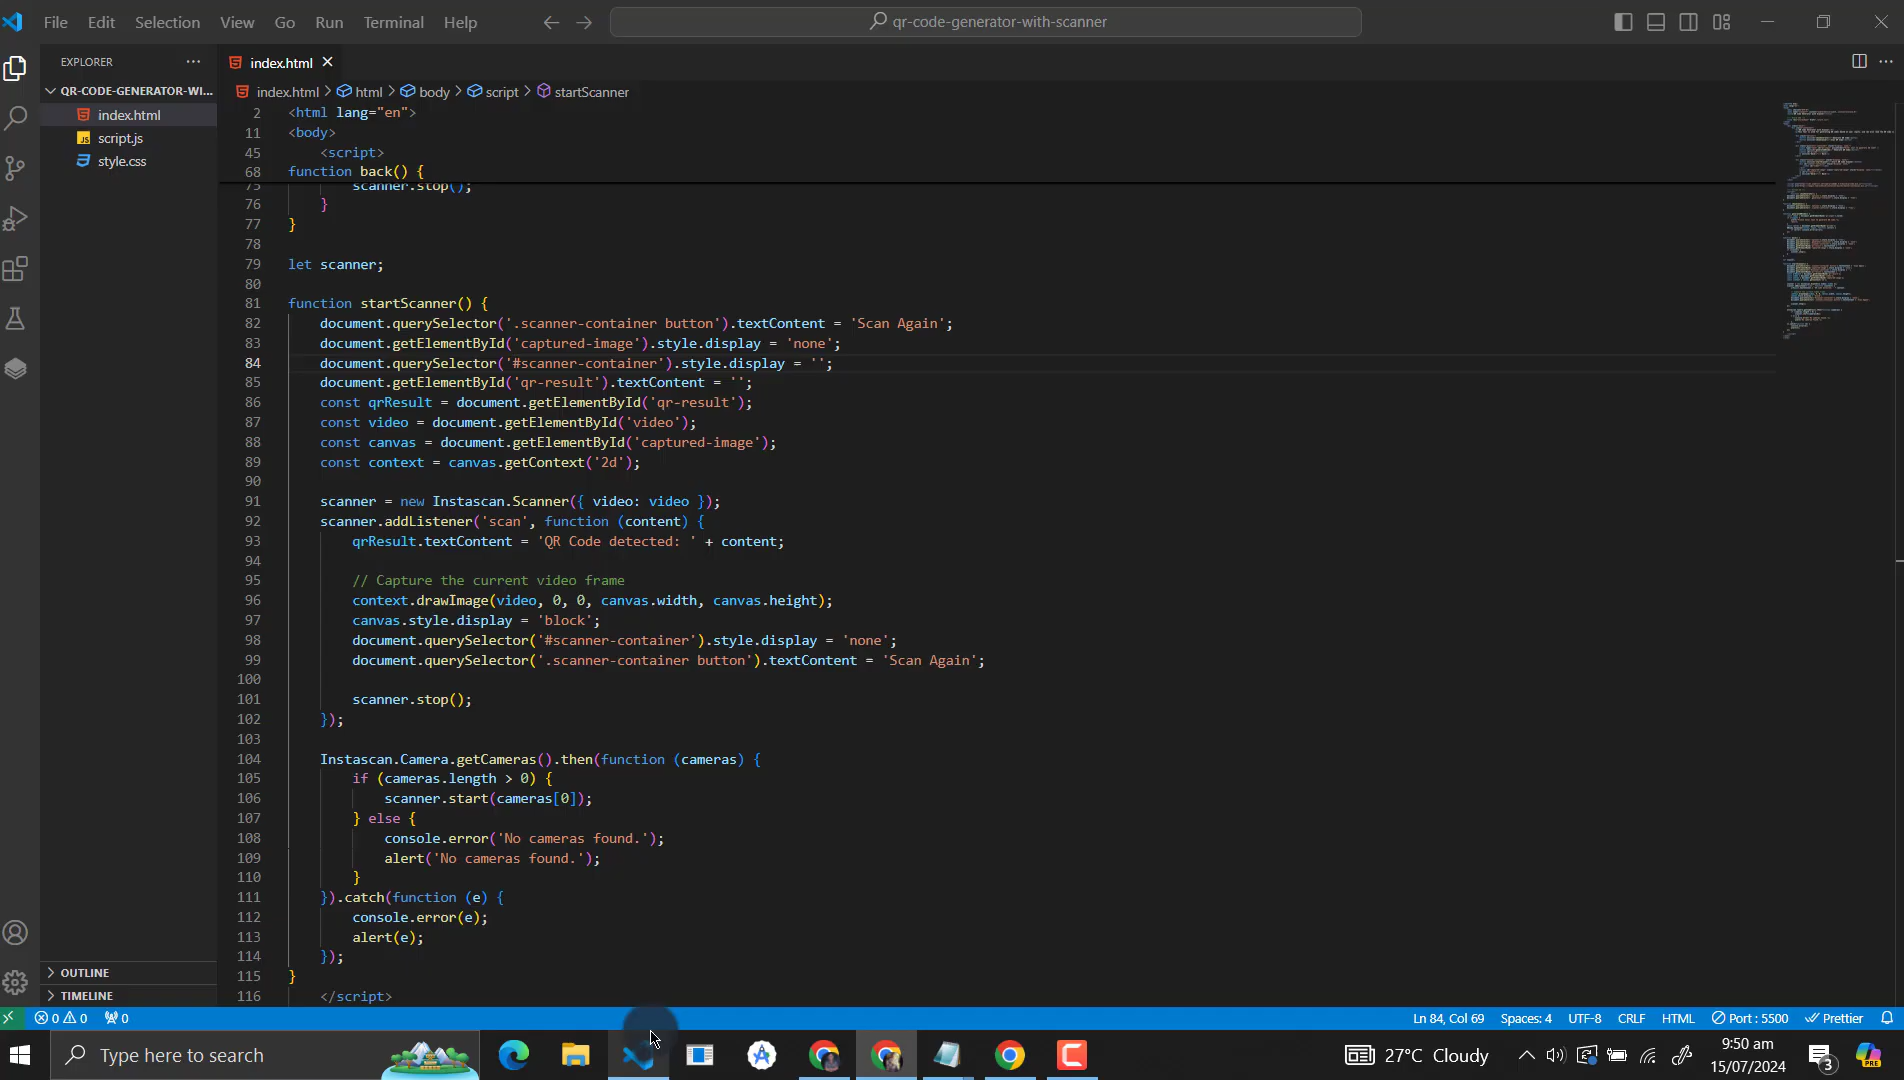 File Edit Selection View Go Run Terminal Help
qr-code-generator-with-scanner
EXPLORER
index.html
QR-CODE-GENERATOR-WI...
index.html
script.js
style.css
OUTLINE
TIMELINE
index.html > html > body > script > startScanner
2 <html lang="en">
11 <body>
45 <script>
68 function back() {
75 scanner.stop();
76 }
77 }
78
79 let scanner;
80
81 function startScanner() {
82 document.querySelector('.scanner-container button').textContent = 'Scan Again';
83 document.getElementById('captured-image').style.display = 'none';
84 document.querySelector('#scanner-container').style.display = '';
85 document.getElementById('qr-result').textContent = '';
86 const qrResult = document.getElementById('qr-result');
87 const video = document.getElementById('video');
88 const canvas = document.getElementById('captured-image');
89 const context = canvas.getContext('2d');
90
91 scanner = new Instascan.Scanner({ video: video });
92 scanner.addListener('scan', function (content) {
93 qrResult.textContent = 'QR Code detected: ' + content;
94
95 // Capture the current video frame
96 context.drawImage(video, 0, 0, canvas.width, canvas.height);
97 canvas.style.display = 'block';
98 document.querySelector('#scanner-container').style.display = 'none';
99 document.querySelector('.scanner-container button').textContent = 'Scan Again';
100
101 scanner.stop();
102 });
103
104 Instascan.Camera.getCameras().then(function (cameras) {
105 if (cameras.length > 0) {
106 scanner.start(cameras[0]);
107 } else {
108 console.error('No cameras found.');
109 alert('No cameras found.');
110 }
111 }).catch(function (e) {
112 console.error(e);
113 alert(e);
114 });
115 }
116 </script>
0 0 0
Ln 84, Col 69 Spaces: 4 UTF-8 CRLF HTML Port : 5500 Prettier
Type here to search
27°C Cloudy
9:50 am
15/07/2024
3
PRE